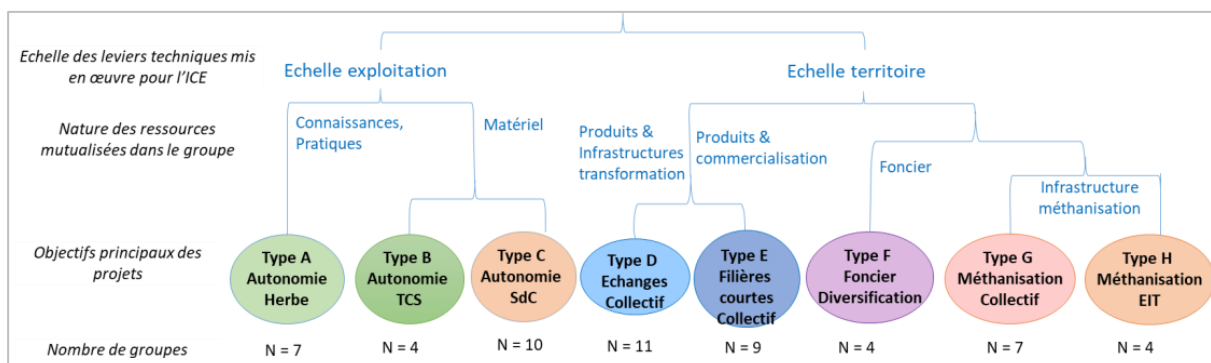 Echelle des leviers techniques mis
en œuvre pour l'ICE
Echelle exploitation
Echelle territoire
Nature des ressources
mutualisées dans le groupe
Connaissances,
Pratiques
Matériel
Produits &
Infrastructures
transformation
Produits &
commercialisation
Foncier
Infrastructure
méthanisation
Objectifs principaux des
projets
Type A
Autonomie
Herbe
Type B
Autonomie
TCS
Type C
Autonomie
SdC
Type D
Echanges
Collectif
Type E
Filières
courtes
Collectif
Type F
Foncier
Diversification
Type G
Méthanisation
Collectif
Type H
Méthanisation
EIT
Nombre de groupes
N = 7
N = 4
N = 10
N = 11
N = 9
N = 4
N = 7
N = 4